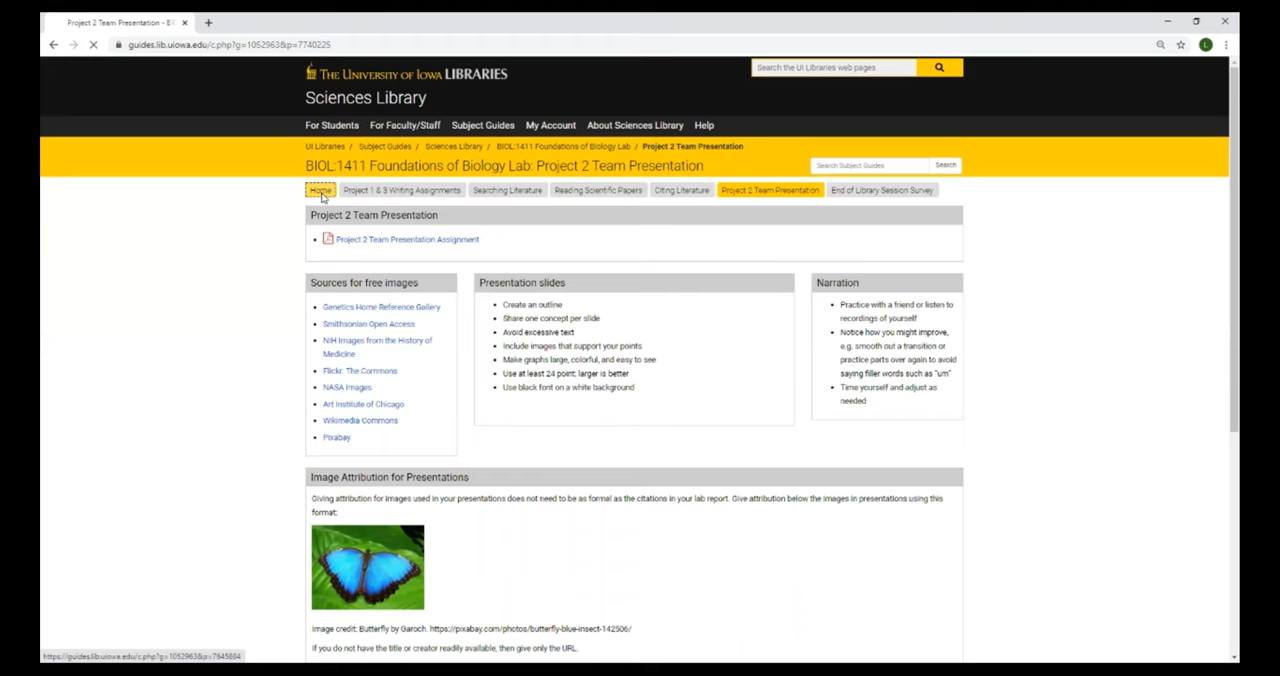 Project 2 Team Presentation - BI
guides.lib.uiowa.edu/c.php?g=1052963&p=7740225
L
THE UNIVERSITY OF IOWA LIBRARIES
Search the UI Libraries web pages
Sciences Library
For Students For Faculty/Staff Subject Guides My Account About Sciences Library Help
UI Libraries / Subject Guides / Sciences Library / BIOL:1411 Foundations of Biology Lab / Project 2 Team Presentation
BIOL:1411 Foundations of Biology Lab: Project 2 Team Presentation
Search Subject Guides Search
Home Project 1 & 3 Writing Assignments Searching Literature Reading Scientific Papers Citing Literature Project 2 Team Presentation End of Library Session Survey
Project 2 Team Presentation
Project 2 Team Presentation Assignment
Sources for free images
Genetics Home Reference Gallery
Smithsonian Open Access
NIH Images from the History of
Medicine
Flickr: The Commons
NASA Images
Art Institute of Chicago
Wikimedia Commons
Pixabay
Presentation slides
Create an outline
Share one concept per slide
Avoid excessive text
Include images that support your points
Make graphs large, colorful, and easy to see
Use at least 24 point; larger is better
Use black font on a white background
Narration
Practice with a friend or listen to
recordings of yourself
Notice how you might improve,
e.g. smooth out a transition or
practice parts over again to avoid
saying filler words such as "um"
Time yourself and adjust as
needed
Image Attribution for Presentations
Giving attribution for images used in your presentations does not need to be as formal as the citations in your lab report. Give attribution below the images in presentations using this
format:
Image credit: Butterfly by Garoch. https://pixabay.com/photos/butterfly-blue-insect-142506/
If you do not have the title or creator readily available, then give only the URL.
https://guides.lib.uiowa.edu/c.php?g=1052963&p=7645884